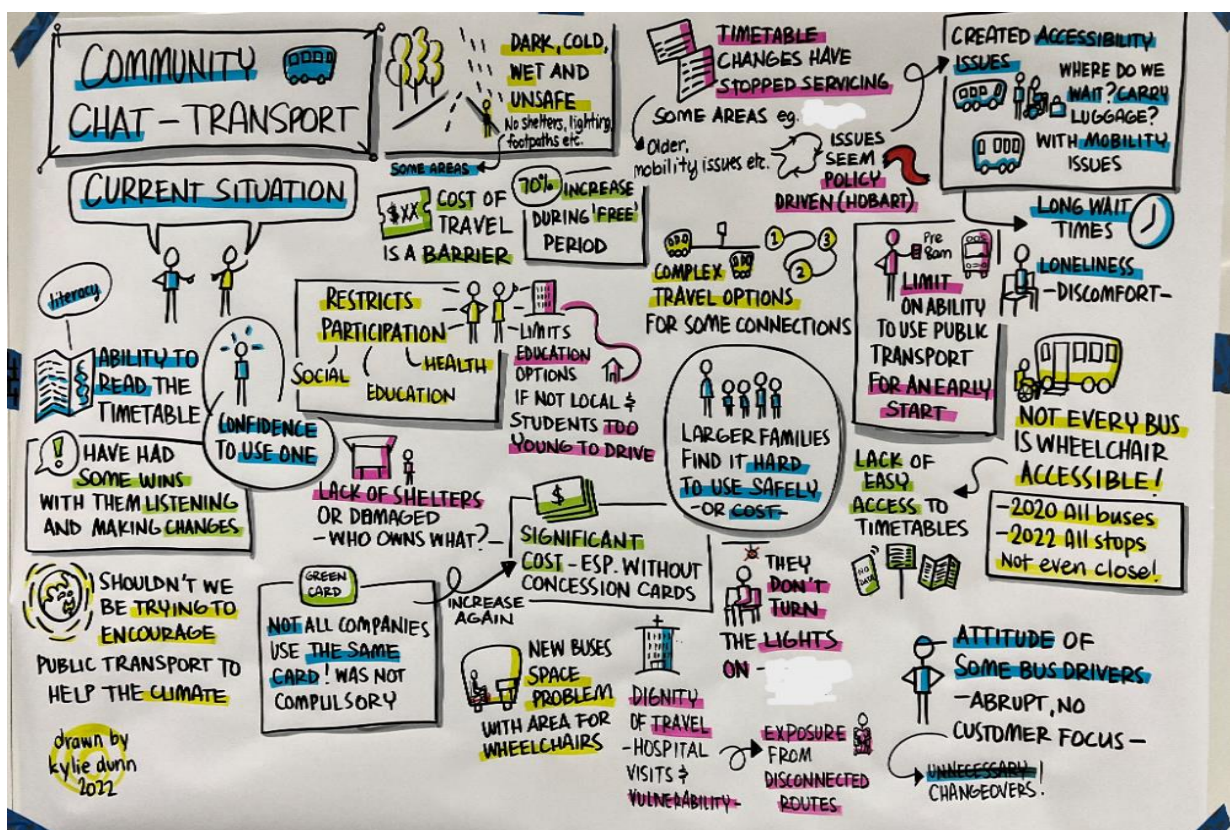 COMMUNITY
CHAT - TRANSPORT
CURRENT SITUATION
DARK, COLD,
WET AND
UNSAFE
No shelters, lighting,
footpaths etc.
SOME AREAS
$XX
COST OF
TRAVEL
IS A BARRIER
70% INCREASE
DURING 'FREE'
PERIOD
TIMETABLE
CHANGES HAVE
STOPPED SERVICING
SOME AREAS eg.
Older,
mobility issues etc.
ISSUES
SEEM
POLICY
DRIVEN (HOBART)
CREATED ACCESSIBILITY
ISSUES
WHERE DO WE
WAIT? CARRY
LUGGAGE?
WITH MOBILITY
ISSUES
LONG WAIT
TIMES
LONELINESS
-DISCOMFORT-
Pre
8am
LIMIT
ON ABILITY
TO USE PUBLIC
TRANSPORT
FOR AN EARLY
START
1
2
3
COMPLEX
TRAVEL OPTIONS
FOR SOME CONNECTIONS
RESTRICTS
PARTICIPATION
SOCIAL
EDUCATION
HEALTH
LIMITS
EDUCATION
OPTIONS
IF NOT LOCAL &
STUDENTS TOO
YOUNG TO DRIVE
literacy
ABILITY TO
READ THE
TIMETABLE
CONFIDENCE
TO USE ONE
! HAVE HAD
SOME WINS
WITH THEM LISTENING
AND MAKING CHANGES
LACK OF SHELTERS
OR DAMAGED
-WHO OWNS WHAT?-
LARGER FAMILIES
FIND IT HARD
TO USE SAFELY
-OR COST-
NOT EVERY BUS
IS WHEELCHAIR
ACCESSIBLE!
-2020 All buses
-2022 All stops
Not even close!
LACK OF
EASY
ACCESS TO
TIMETABLES
NO
DATA
$
SIGNIFICANT
COST - ESP. WITHOUT
CONCESSION CARDS
INCREASE
AGAIN
GREEN
CARD
NOT ALL COMPANIES
USE THE SAME
CARD! WAS NOT
COMPULSORY
SHOULDN'T WE
BE TRYING TO
ENCOURAGE
PUBLIC TRANSPORT TO
HELP THE CLIMATE
NEW BUSES
SPACE
PROBLEM
WITH AREA FOR
WHEELCHAIRS
THEY
DON'T
TURN
THE LIGHTS
ON -
DIGNITY
OF TRAVEL
-HOSPITAL
VISITS &
VULNERABILITY-
EXPOSURE
FROM
DISCONNECTED
ROUTES
ATTITUDE OF
SOME BUS DRIVERS
-ABRUPT, NO
CUSTOMER FOCUS-
UNNECESSARY!
CHANGEOVERS!
drawn by
kylie dunn
2022